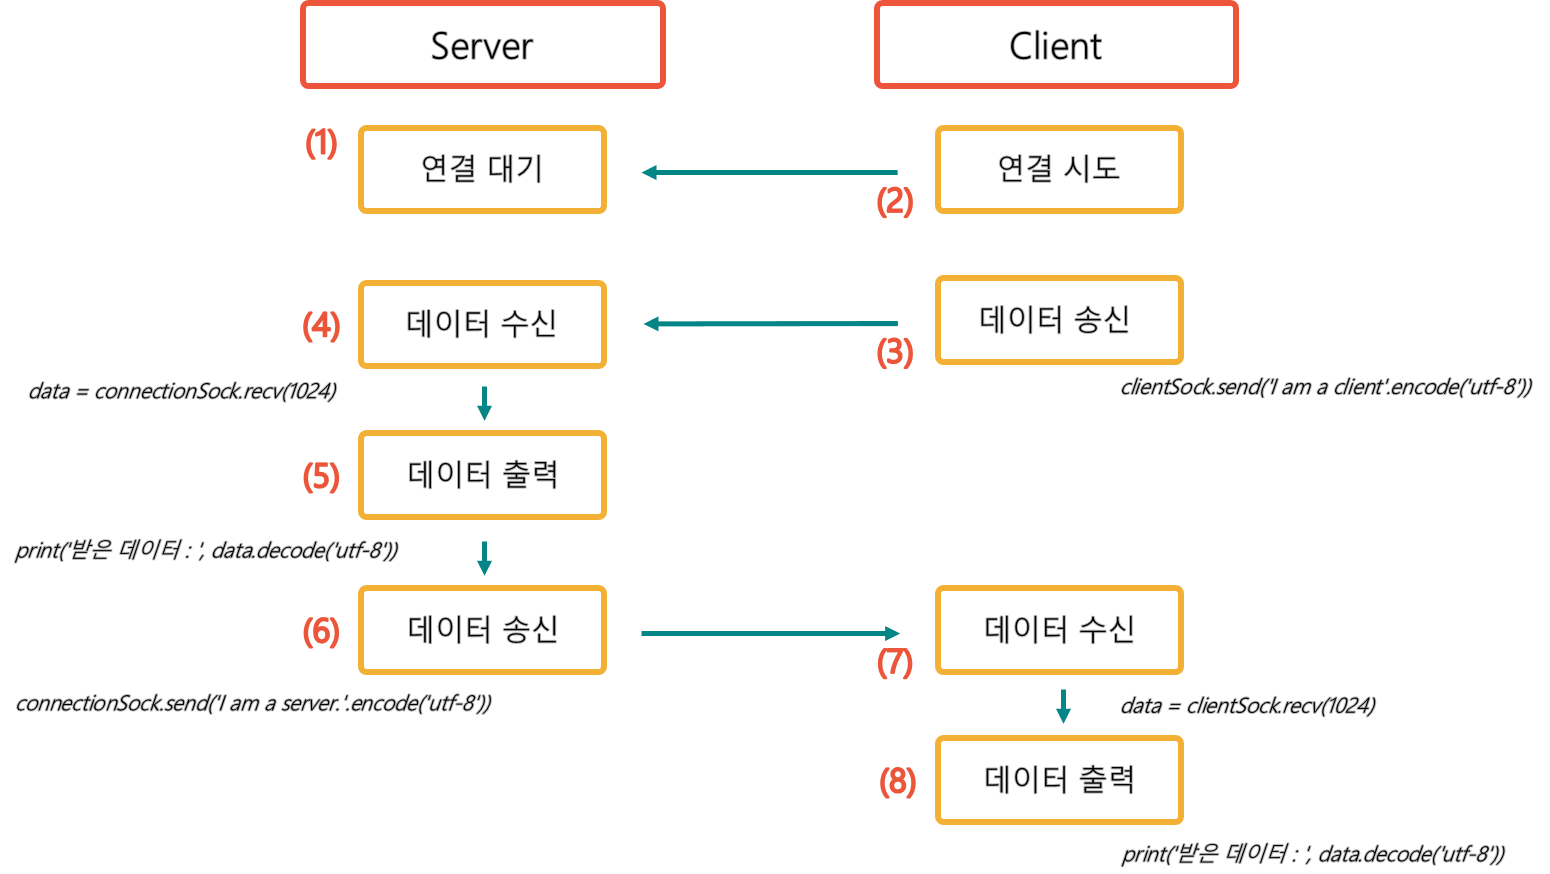 Server
Client
(1)
연결 대기
연결 시도
(2)
(4)
데이터 수신
데이터 송신
(3)
data = connectionSock.recv(1024)
clientSock.send('I am a client'.encode('utf-8'))
(5)
데이터 출력
print('받은 데이터 : ', data.decode('utf-8'))
(6)
데이터 송신
데이터 수신
(7)
connectionSock.send('I am a server.'.encode('utf-8'))
data = clientSock.recv(1024)
(8)
데이터 출력
print('받은 데이터 : ', data.decode('utf-8'))